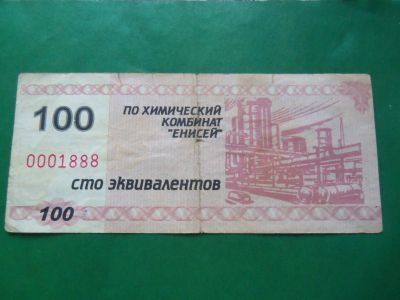 100
ПО ХИМИЧЕСКИЙ
КОМБИНАТ
"ЕНИСЕЙ"
0001888
СТО ЭКВИВАЛЕНТОВ
100